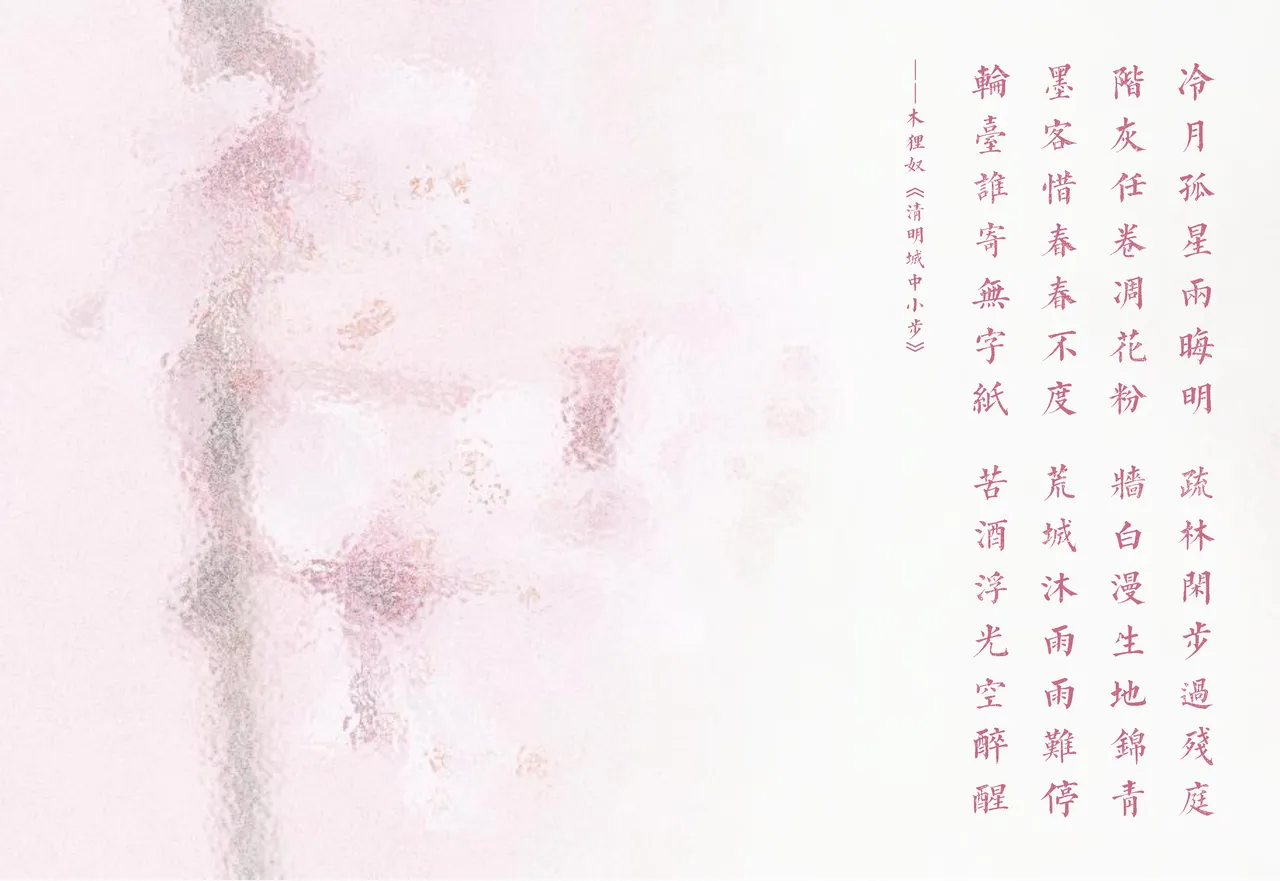 冷月孤星兩晦明　疏林閑步過殘庭
階灰任卷凋花粉　牆白漫生地錦青
墨客惜春春不度　荒城沐雨雨難停
輪臺誰寄無字紙　苦酒浮光空醉醒
——木狸奴《清明城中小步》